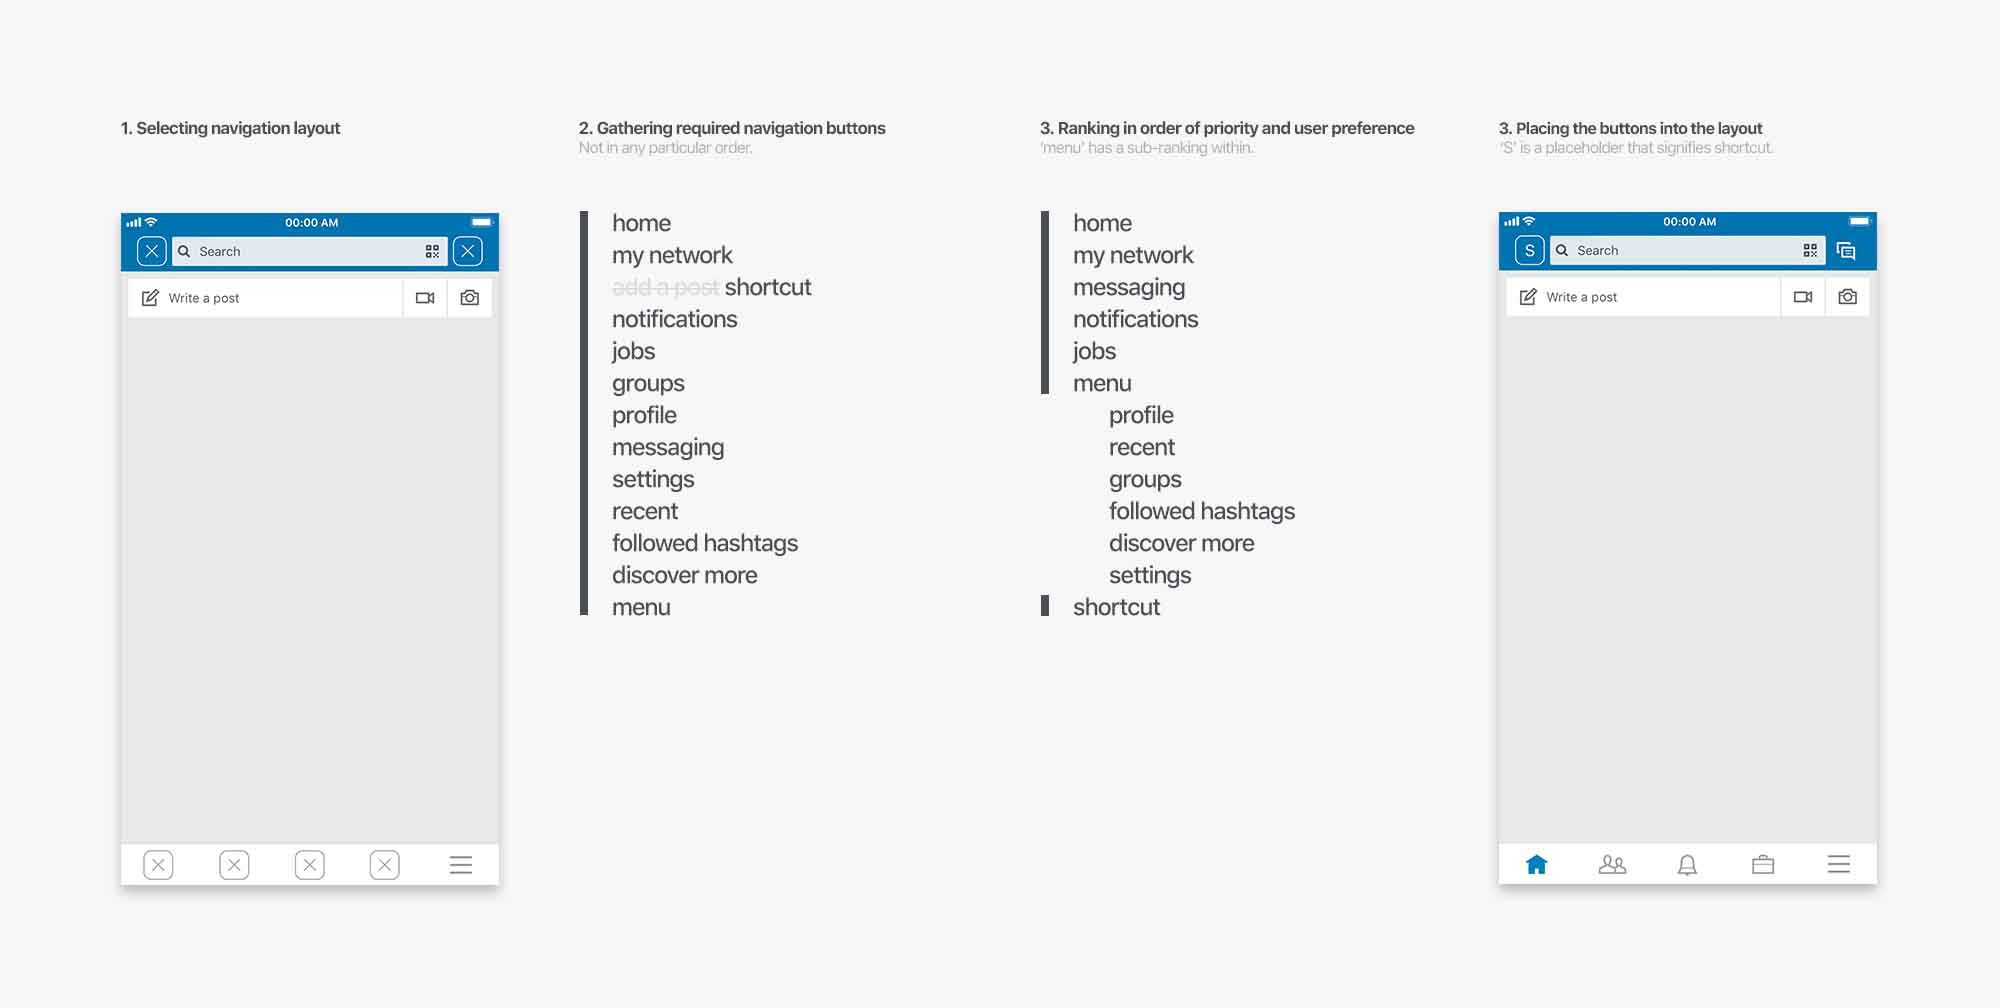 1. Selecting navigation layout
00:00 AM
Search
Write a post
2. Gathering required navigation buttons
Not in any particular order.
home
my network
add a post shortcut
notifications
jobs
groups
profile
messaging
settings
recent
followed hashtags
discover more
menu
3. Ranking in order of priority and user preference
‘menu’ has a sub-ranking within.
home
my network
messaging
notifications
jobs
menu
profile
recent
groups
followed hashtags
discover more
settings
shortcut
3. Placing the buttons into the layout
‘S’ is a placeholder that signifies shortcut.
00:00 AM
S Search
Write a post